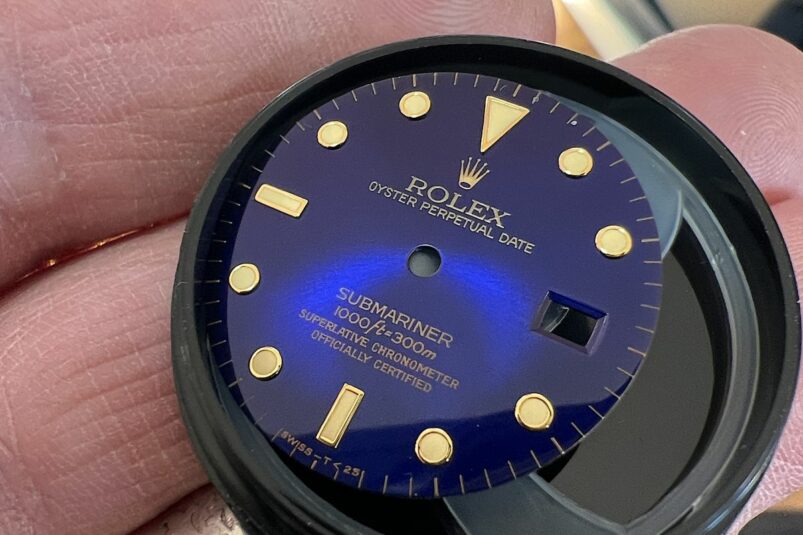 ROLEX
OYSTER PERPETUAL DATE
SUBMARINER
1000ft=300m
SUPERLATIVE CHRONOMETER
OFFICIALLY CERTIFIED
SWISS-T<25